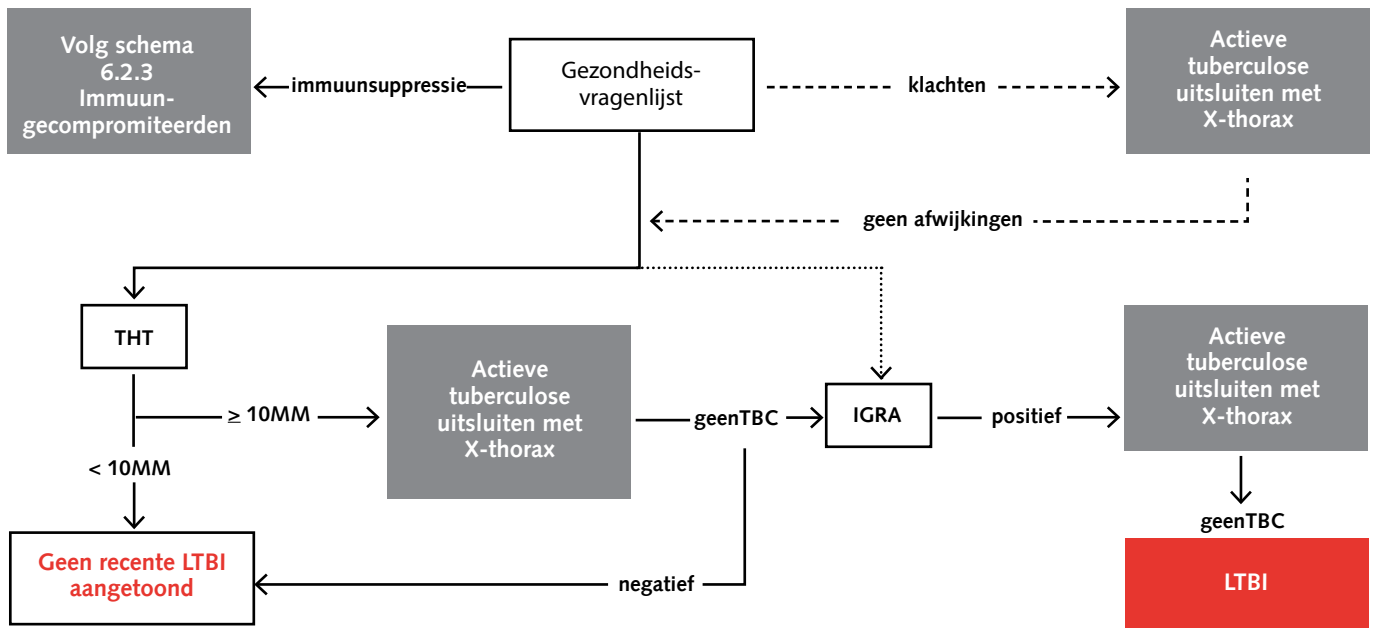 Volg schema
6.2.3
Immuun-
gecompromiteerden
immuunsuppressie
Gezondheids-
vragenlijst
klachten
Actieve
tuberculose
uitsluiten met
X-thorax
geen afwijkingen
THT
≥ 10MM
< 10MM
Actieve
tuberculose
uitsluiten met
X-thorax
geenTBC
IGRA
positief
Actieve
tuberculose
uitsluiten met
X-thorax
geenTBC
Geen recente LTBI
aangetoond
negatief
LTBI